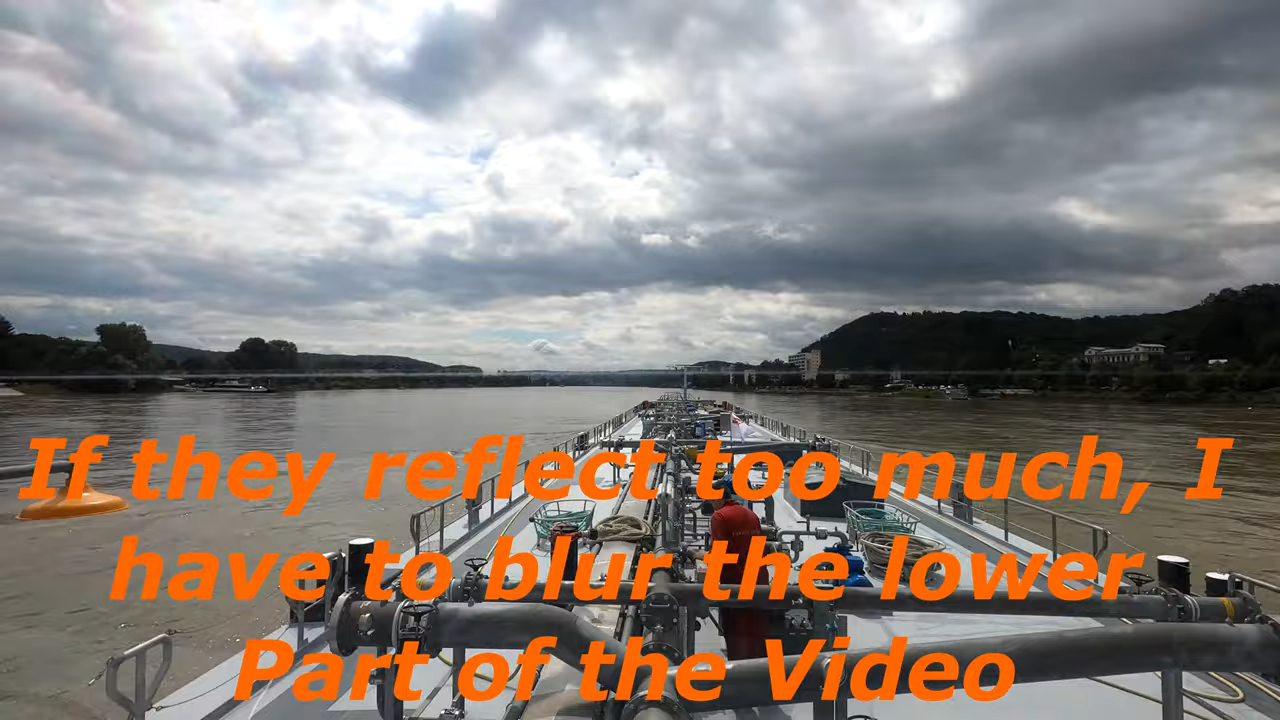 If they reflect too much, I
have to blur the lower
Part of the Video